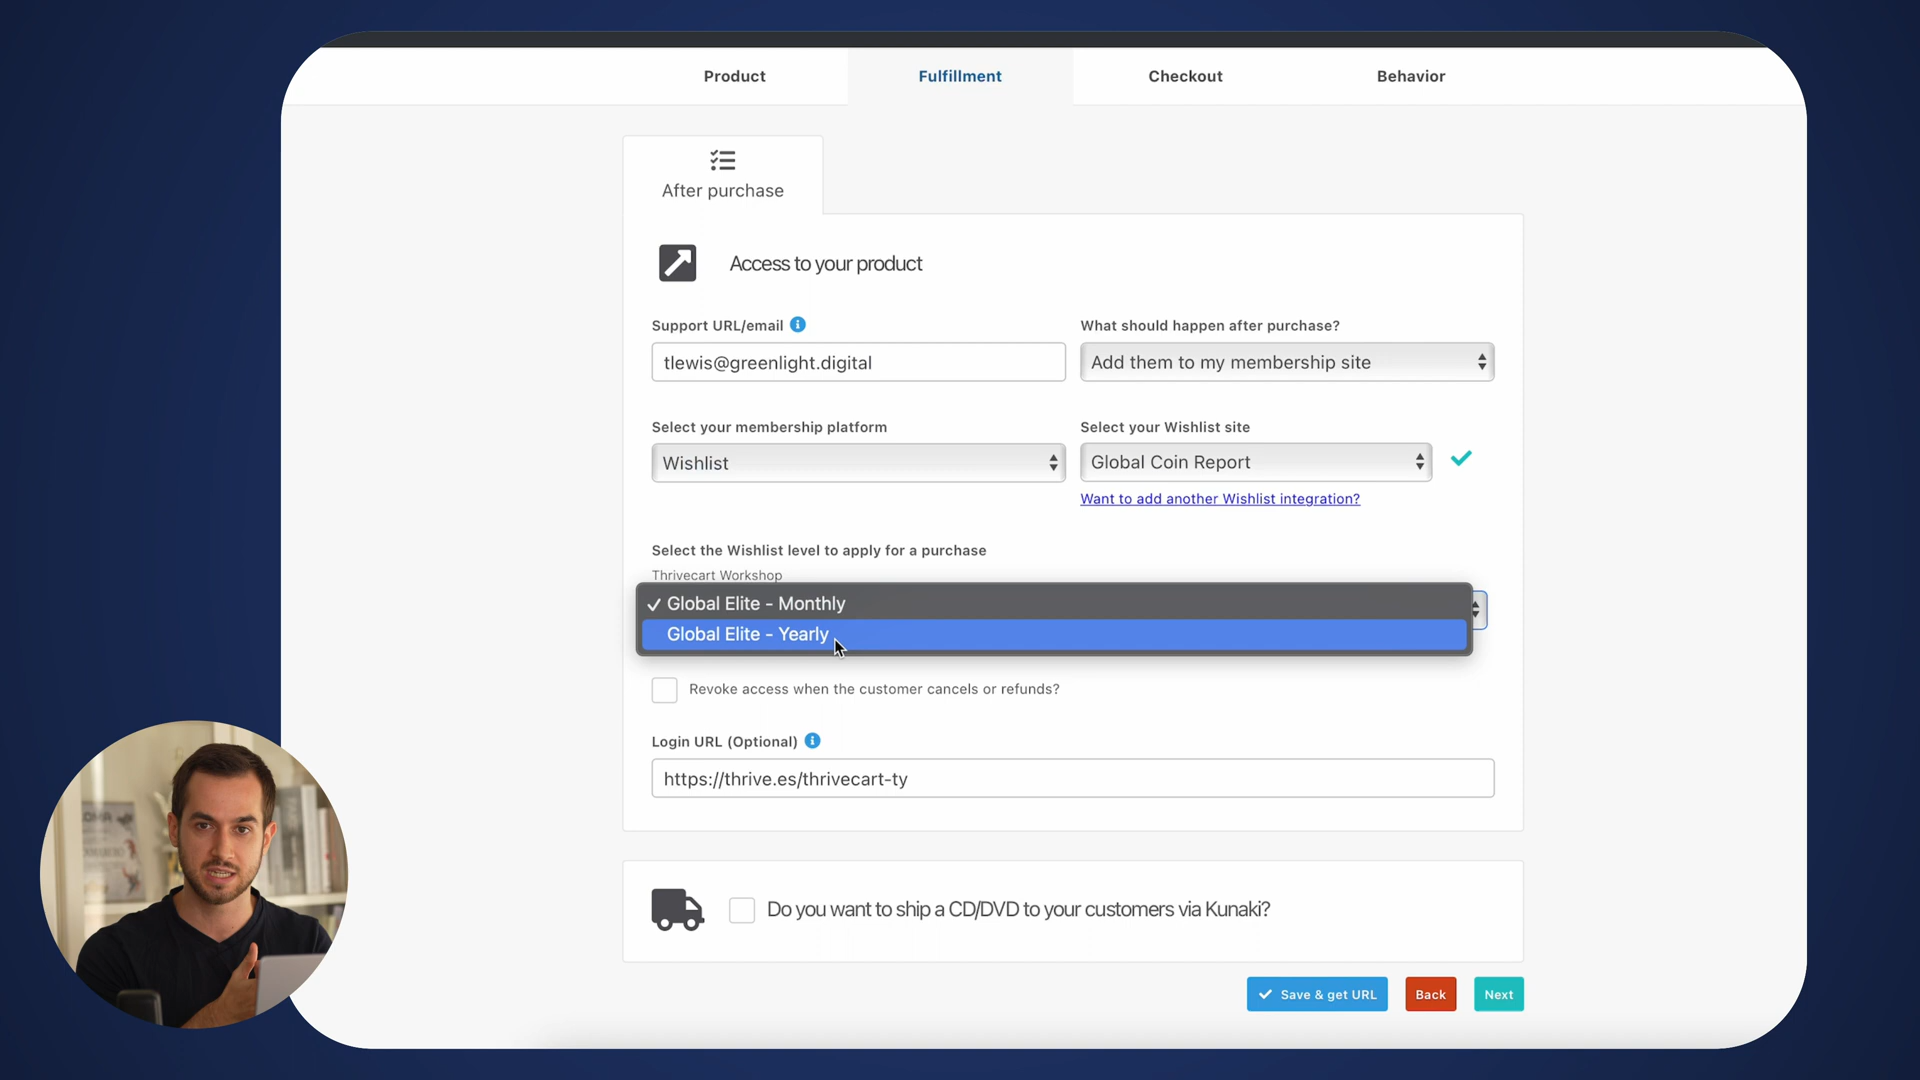 Product
Fulfillment
Checkout
Behavior
After purchase
Access to your product
Support URL/email
What should happen after purchase?
tlewis@greenlight.digital
Add them to my membership site
Select your membership platform
Select your Wishlist site
Wishlist
Global Coin Report
Want to add another Wishlist integration?
Select the Wishlist level to apply for a purchase
Thrivecart Workshop
✓ Global Elite - Monthly
Global Elite - Yearly
Revoke access when the customer cancels or refunds?
Login URL (Optional)
https://thrive.es/thrivecart-ty
Do you want to ship a CD/DVD to your customers via Kunaki?
Save & get URL
Back
Next